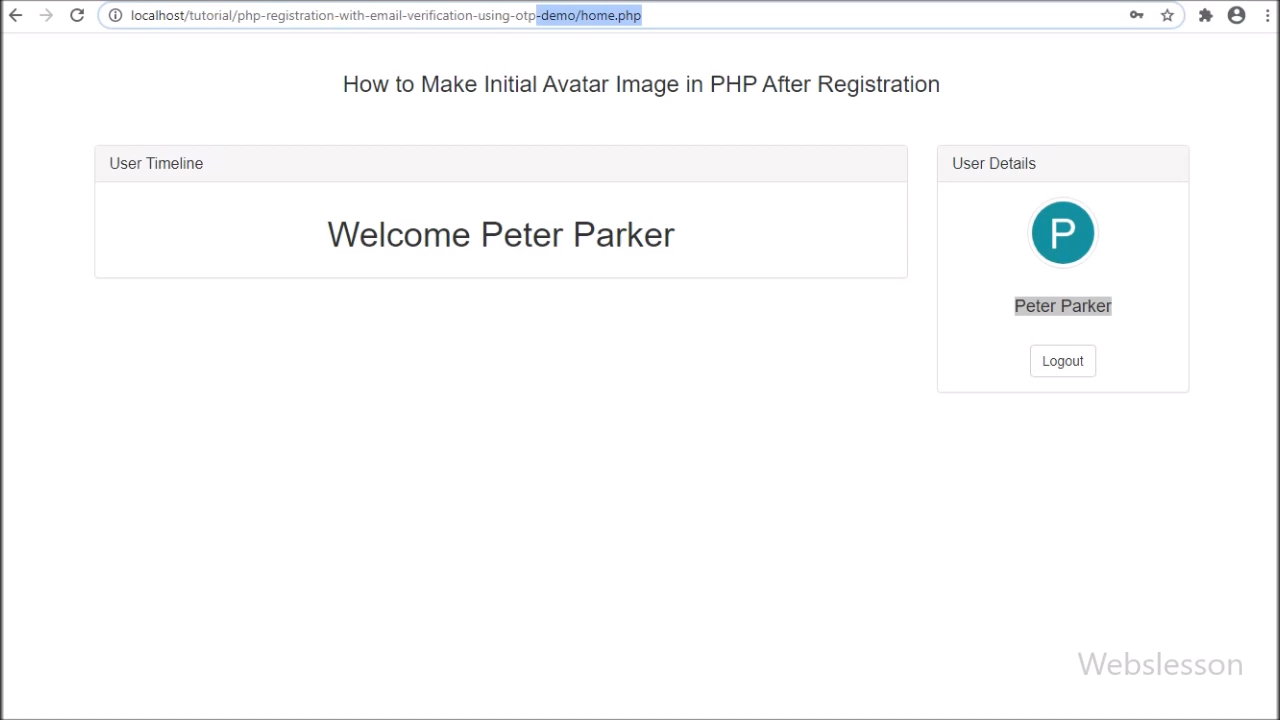 localhost/tutorial/php-registration-with-email-verification-using-otp-demo/home.php
How to Make Initial Avatar Image in PHP After Registration
User Timeline
Welcome Peter Parker
User Details
P
Peter Parker
Logout
Webslesson